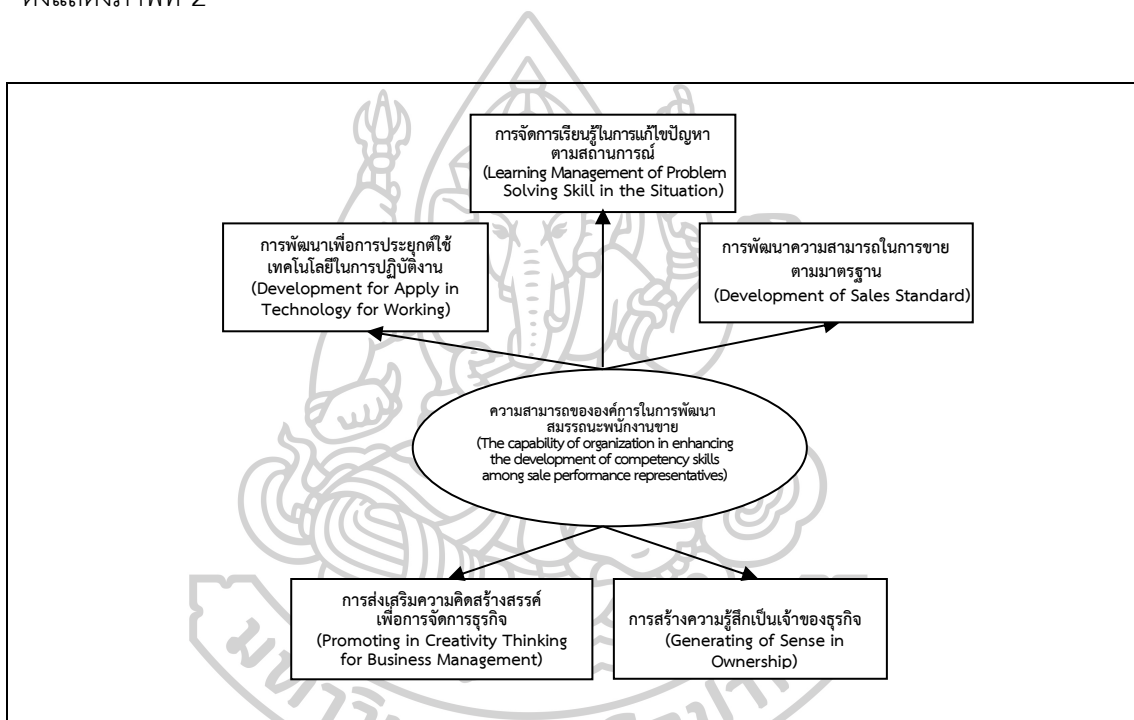 ดังแสดงภาพที่ 2
การจัดการเรียนรู้ในการแก้ไขปัญหา
ตามสถานการณ์
(Learning Management of Problem
Solving Skill in the Situation)
การพัฒนาเพื่อการประยุกต์ใช้
เทคโนโลยีในการปฏิบัติงาน
(Development for Apply in
Technology for Working)
การพัฒนาความสามารถในการขาย
ตามมาตรฐาน
(Development of Sales Standard)
ความสามารถขององค์การในการพัฒนา
สมรรถนะพนักงานขาย
(The capability of organization in enhancing
the development of competency skills
among sale performance representatives)
การส่งเสริมความคิดสร้างสรรค์
เพื่อการจัดการธุรกิจ
(Promoting in Creativity Thinking
for Business Management)
การสร้างความรู้สึกเป็นเจ้าของธุรกิจ
(Generating of Sense in
Ownership)